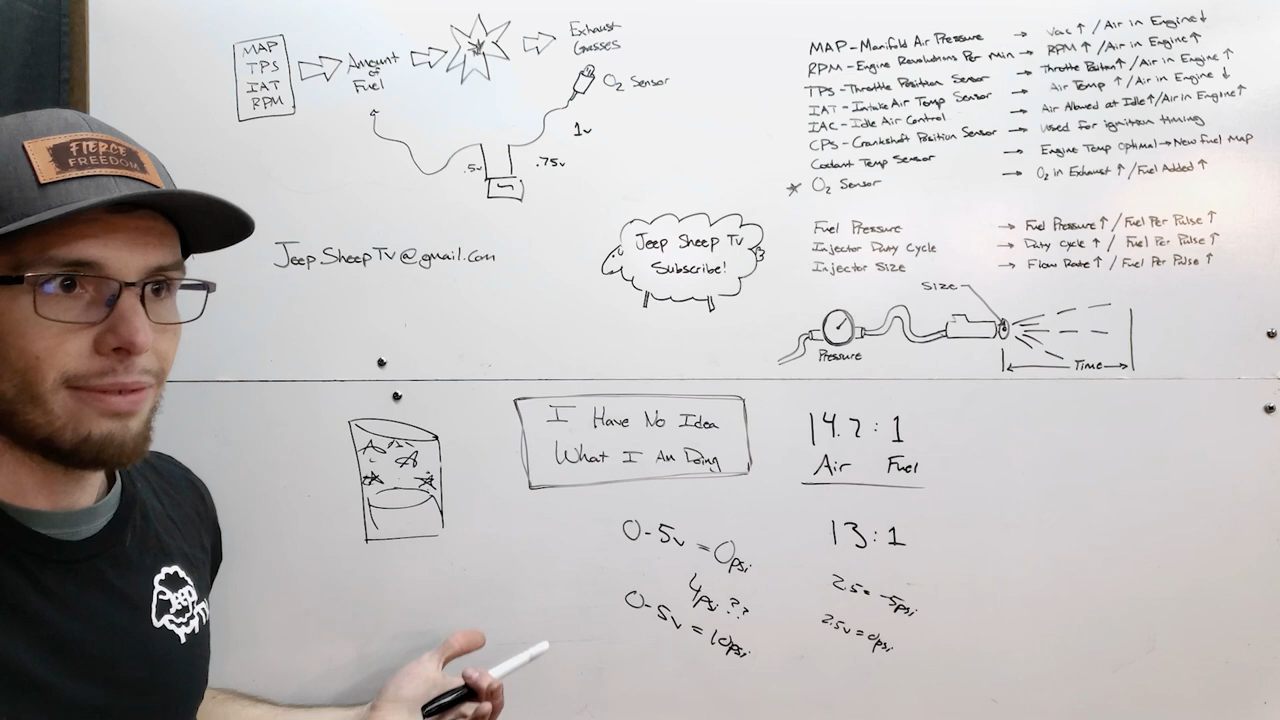 MAP
TPS
IAT
RPM
Amount
of
Fuel
Exhaust
Gasses
O2 Sensor
1v
.5v
.75v
MAP - Manifold Air Pressure → Vac ↑ / Air in Engine ↓
RPM - Engine Revolutions Per Min → RPM ↑ / Air in Engine ↑
TPS - Throttle Position Sensor → Throttle Position ↑ / Air in Engine ↑
IAT - Intake Air Temp Sensor → Air Temp ↑ / Air in Engine ↓
IAC - Idle Air Control → Air Allowed at Idle ↑ / Air in Engine ↑
CPS - Crankshaft Position Sensor → Used for ignition timing
Coolant Temp Sensor → Engine Temp Optimal → New fuel map
* O2 Sensor → O2 in Exhaust ↑ / Fuel Added ↑
Fuel Pressure → Fuel Pressure ↑ / Fuel Per Pulse ↑
Injector Duty Cycle → Duty Cycle ↑ / Fuel Per Pulse ↑
Injector Size → Flow Rate ↑ / Fuel Per Pulse ↑
FIERCE
FREEDOM
JeepSheepTv@gmail.com
Jeep Sheep Tv
Subscribe!
Size
Pressure
Time
I Have No Idea
What I Am Doing
14.7 : 1
Air Fuel
13 : 1
0-5v = 0psi
4psi ??
0-5v = 10psi
2.5 = -5psi
2.5v = 0psi
Jeep